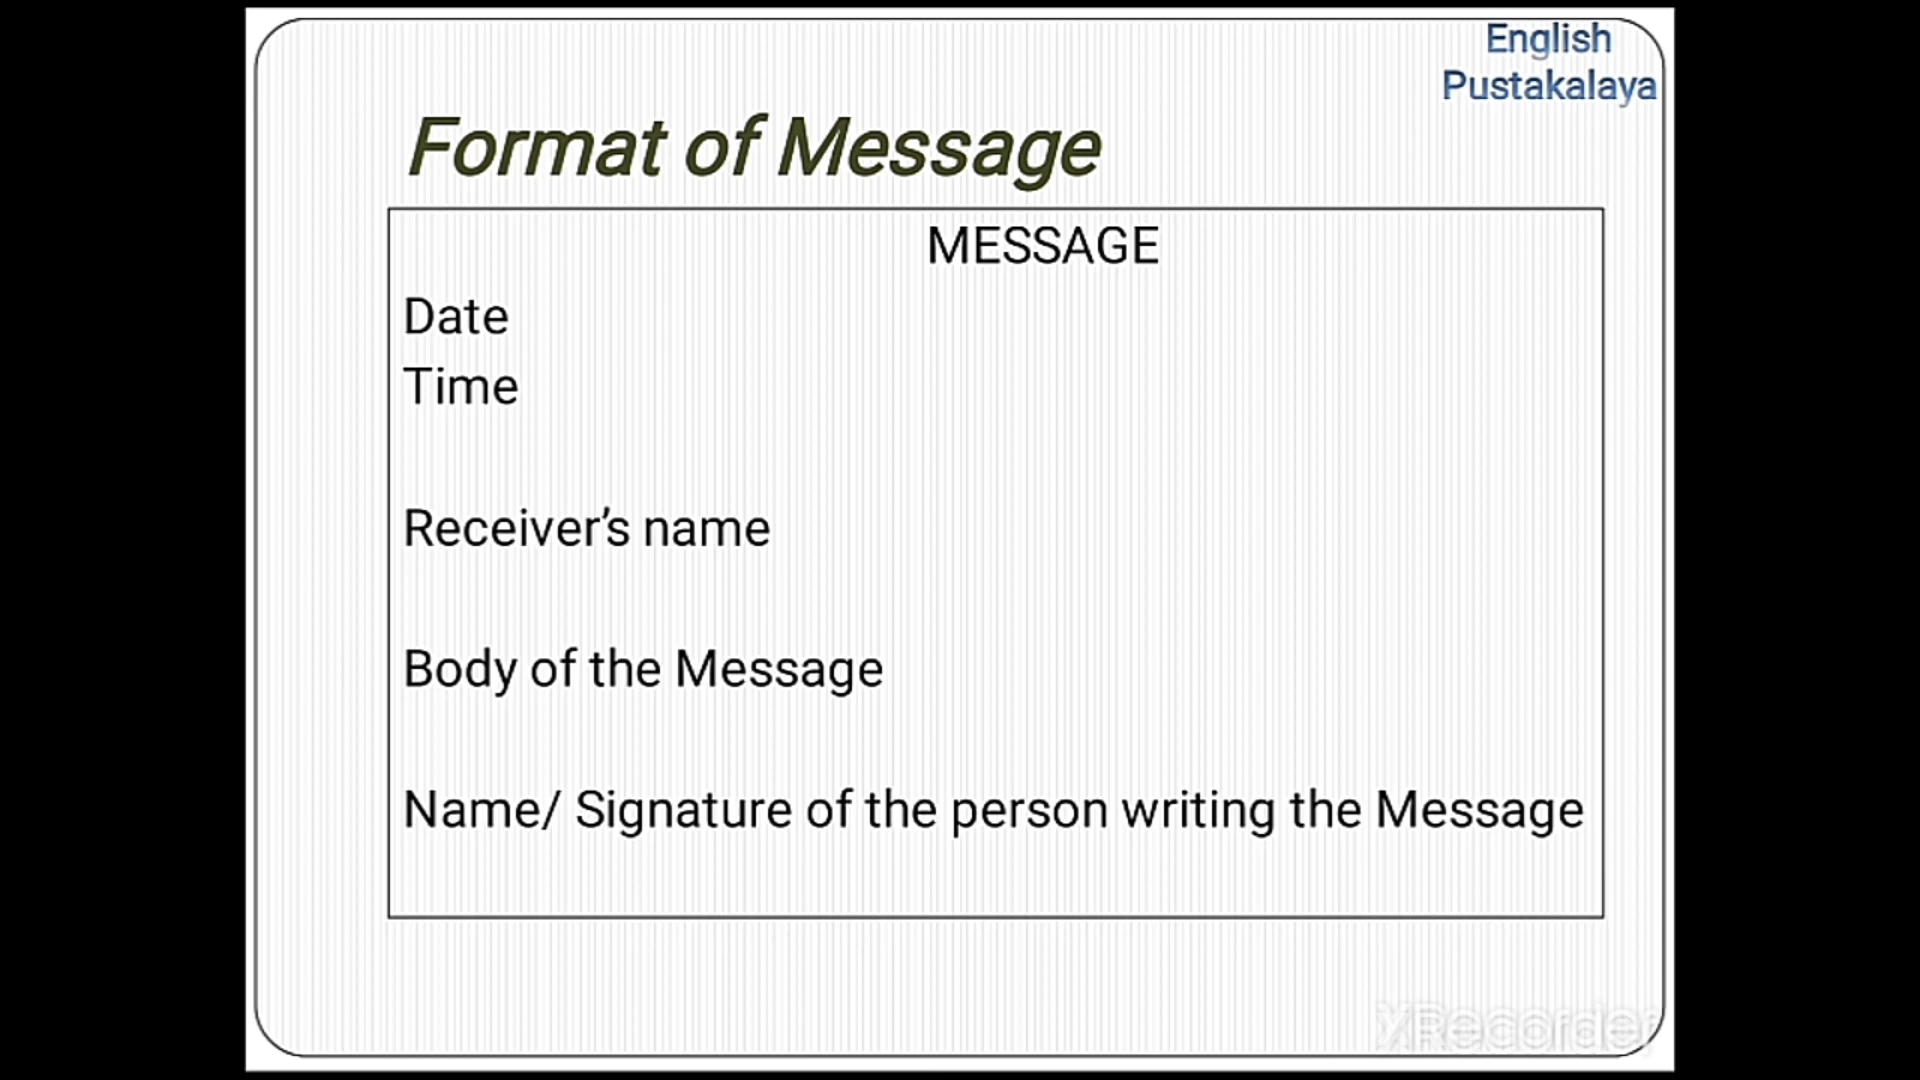 English
Pustakalaya
Format of Message
MESSAGE
Date
Time
Receiver’s name
Body of the Message
Name/ Signature of the person writing the Message
XRecorder